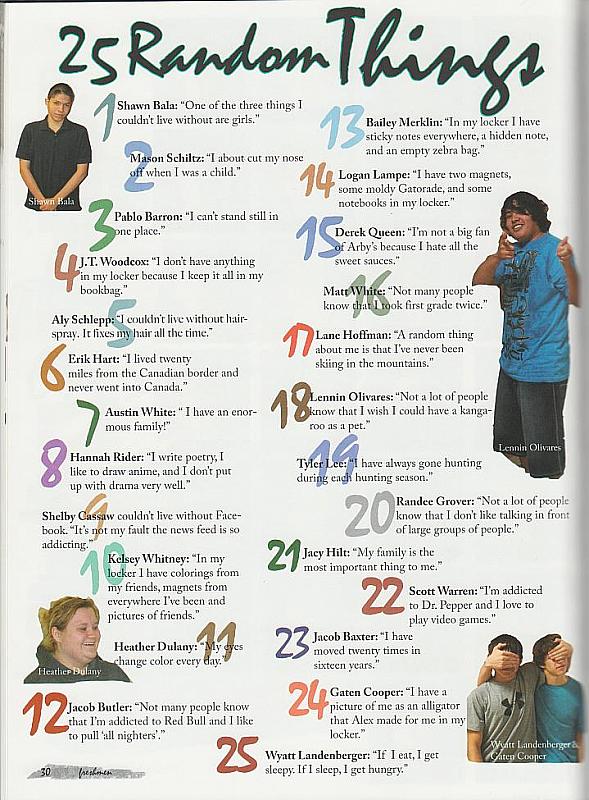 25 Random Things
1 Shawn Bala: “One of the three things I
couldn’t live without are girls.”
Shawn Bala
2 Mason Schiltz: “I about cut my nose
off when I was a child.”
3 Pablo Barron: “I can’t stand still in
one place.”
4 J.T. Woodcox: “I don’t have anything
in my locker because I keep it all in my
bookbag.”
5 Aly Schlepp: “I couldn’t live without hair-
spray. It fixes my hair all the time.”
6 Erik Hart: “I lived twenty
miles from the Canadian border and
never went into Canada.”
7 Austin White: “ I have an enor-
mous family!”
8 Hannah Rider: “I write poetry, I
like to draw anime, and I don’t put
up with drama very well.”
9 Shelby Cassaw couldn’t live without Face-
book. “It’s not my fault the news feed is so
addicting.”
10 Kelsey Whitney: “In my
locker I have colorings from
my friends, magnets from
everywhere I’ve been and
pictures of friends.”
11 Heather Dulany: “My eyes
change color every day.”
Heather Dulany
12 Jacob Butler: “Not many people know
that I’m addicted to Red Bull and I like
to pull ‘all nighters’.”
13 Bailey Merklin: “In my locker I have
sticky notes everywhere, a hidden note,
and an empty zebra bag.”
14 Logan Lampe: “I have two magnets,
some moldy Gatorade, and some
notebooks in my locker.”
15 Derek Queen: “I’m not a big fan
of Arby’s because I hate all the
sweet sauces.”
16 Matt White: “Not many people
know that I took first grade twice.”
17 Lane Hoffman: “A random thing
about me is that I’ve never been
skiing in the mountains.”
18 Lennin Olivares: “Not a lot of people
know that I wish I could have a kanga-
roo as a pet.”
Lennin Olivares
19 Tyler Lee: “I have always gone hunting
during each hunting season.”
20 Randee Grover: “Not a lot of people
know that I don’t like talking in front
of large groups of people.”
21 Jacy Hilt: “My family is the
most important thing to me.”
22 Scott Warren: “I’m addicted
to Dr. Pepper and I love to
play video games.”
23 Jacob Baxter: “I have
moved twenty times in
sixteen years.”
24 Gaten Cooper: “I have a
picture of me as an alligator
that Alex made for me in my
locker.”
Wyatt Landenberger &
Gaten Cooper
25 Wyatt Landenberger: “If I eat, I get
sleepy. If I sleep, I get hungry.”
30 freshmen